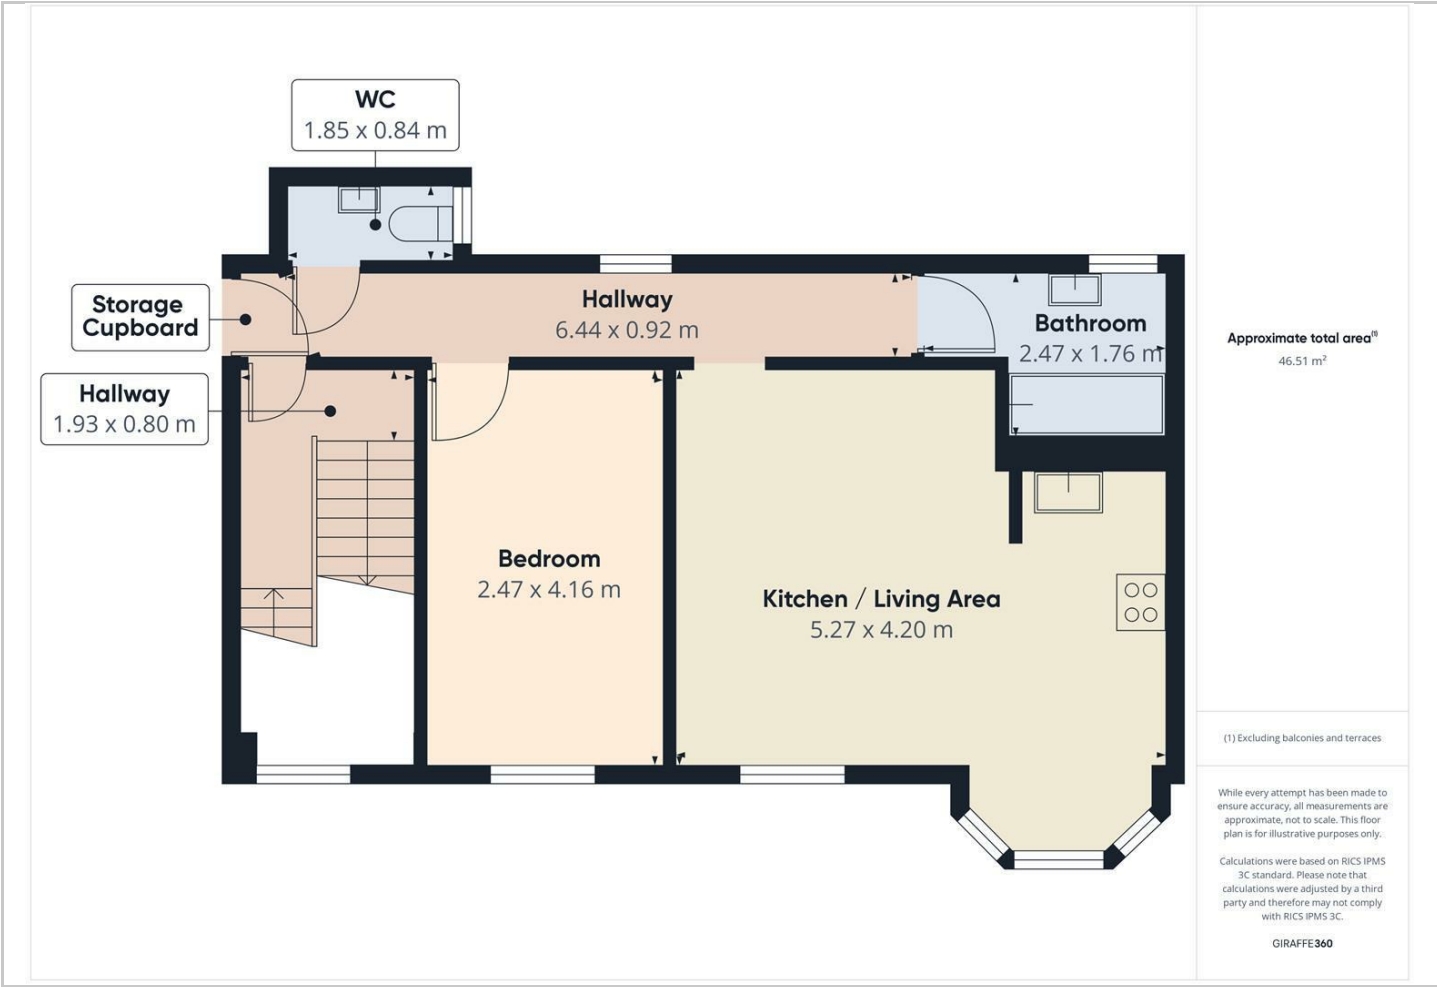 WC
1.85 x 0.84 m
Storage
Cupboard
Hallway
6.44 x 0.92 m
Bathroom
2.47 x 1.76 m
Hallway
1.93 x 0.80 m
Bedroom
2.47 x 4.16 m
Kitchen / Living Area
5.27 x 4.20 m
Approximate total area(1)
46.51 m²
(1) Excluding balconies and terraces
While every attempt has been made to
ensure accuracy, all measurements are
approximate, not to scale. This floor
plan is for illustrative purposes only.
Calculations were based on RICS IPMS
3C standard. Please note that
calculations were adjusted by a third
party and therefore may not comply
with RICS IPMS 3C.
GIRAFFE360